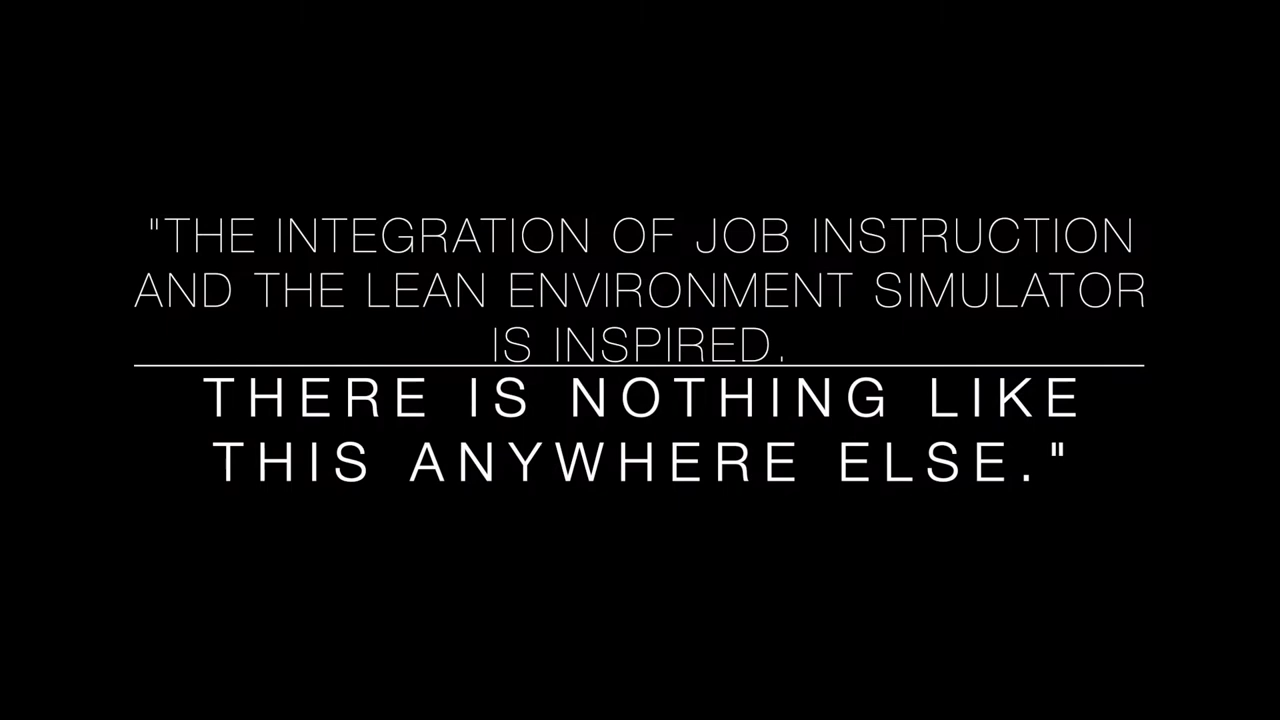 "THE INTEGRATION OF JOB INSTRUCTION
AND THE LEAN ENVIRONMENT SIMULATOR
IS INSPIRED.
THERE IS NOTHING LIKE
THIS ANYWHERE ELSE."